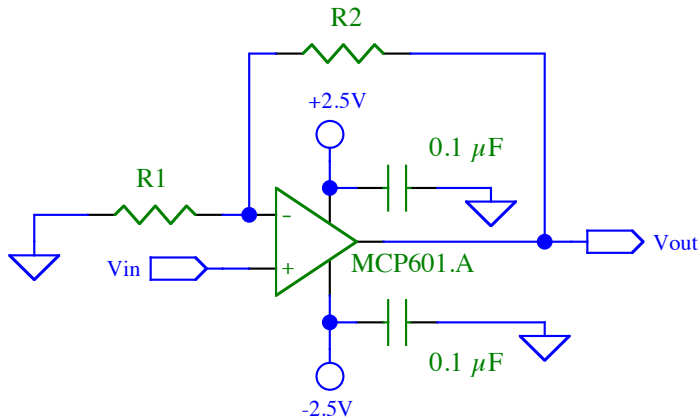 R2
+2.5V
0.1 µF
R1
-
Vin
+
MCP601.A
Vout
0.1 µF
-2.5V